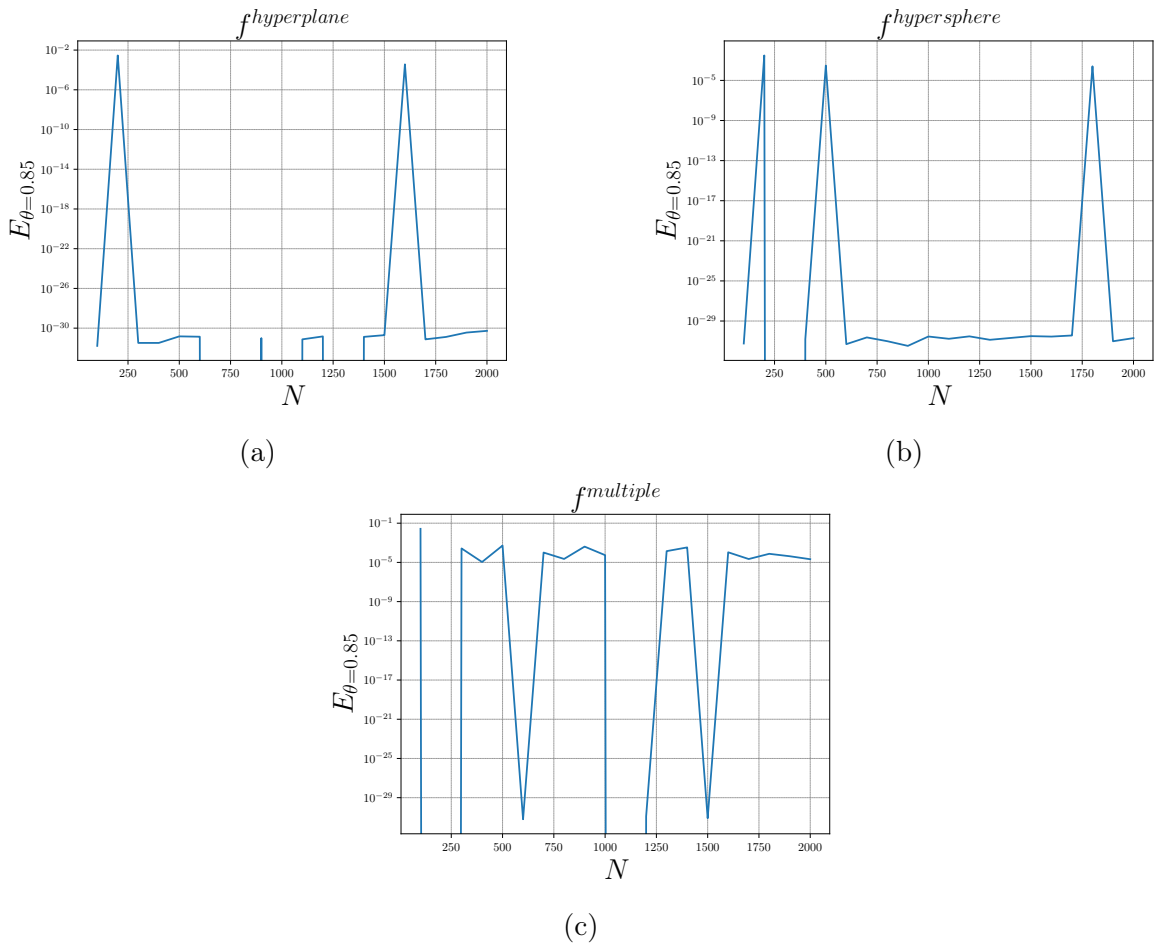 f^{hyperplane}
E_{θ=0.85}
10^{−2}
10^{−6}
10^{−10}
10^{−14}
10^{−18}
10^{−22}
10^{−26}
10^{−30}
250 500 750 1000 1250 1500 1750 2000
N
(a)
f^{hypersphere}
E_{θ=0.85}
10^{−5}
10^{−9}
10^{−13}
10^{−17}
10^{−21}
10^{−25}
10^{−29}
250 500 750 1000 1250 1500 1750 2000
N
(b)
f^{multiple}
E_{θ=0.85}
10^{−1}
10^{−5}
10^{−9}
10^{−13}
10^{−17}
10^{−21}
10^{−25}
10^{−29}
250 500 750 1000 1250 1500 1750 2000
N
(c)